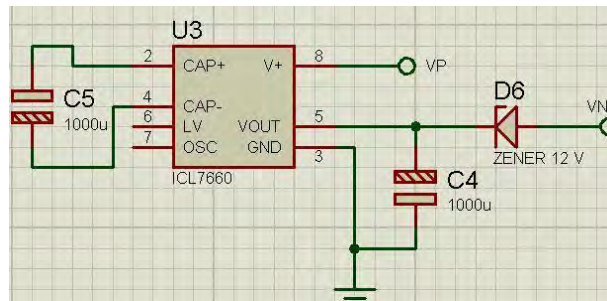 U3
2 CAP+ V+ 8 VP
C5
1000u
4 CAP-
6 LV VOUT 5
7 OSC GND 3
ICL7660
D6
VN
ZENER 12 V
C4
1000u